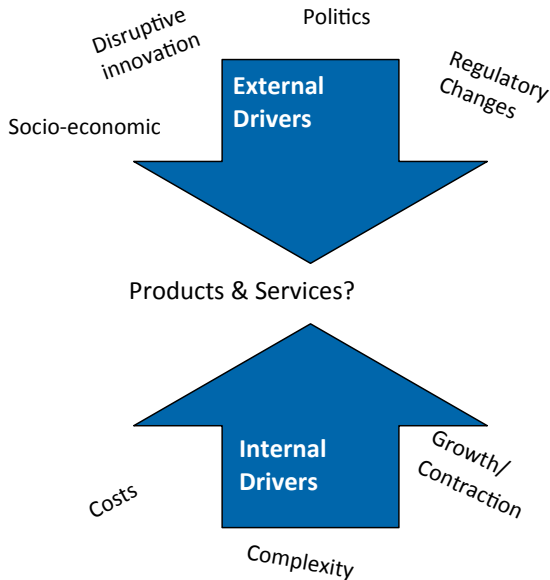 Politics
Disruptive
innovation
Regulatory
Changes
External
Drivers
Socio-economic
Products & Services?
Internal
Drivers
Growth/
Contraction
Costs
Complexity